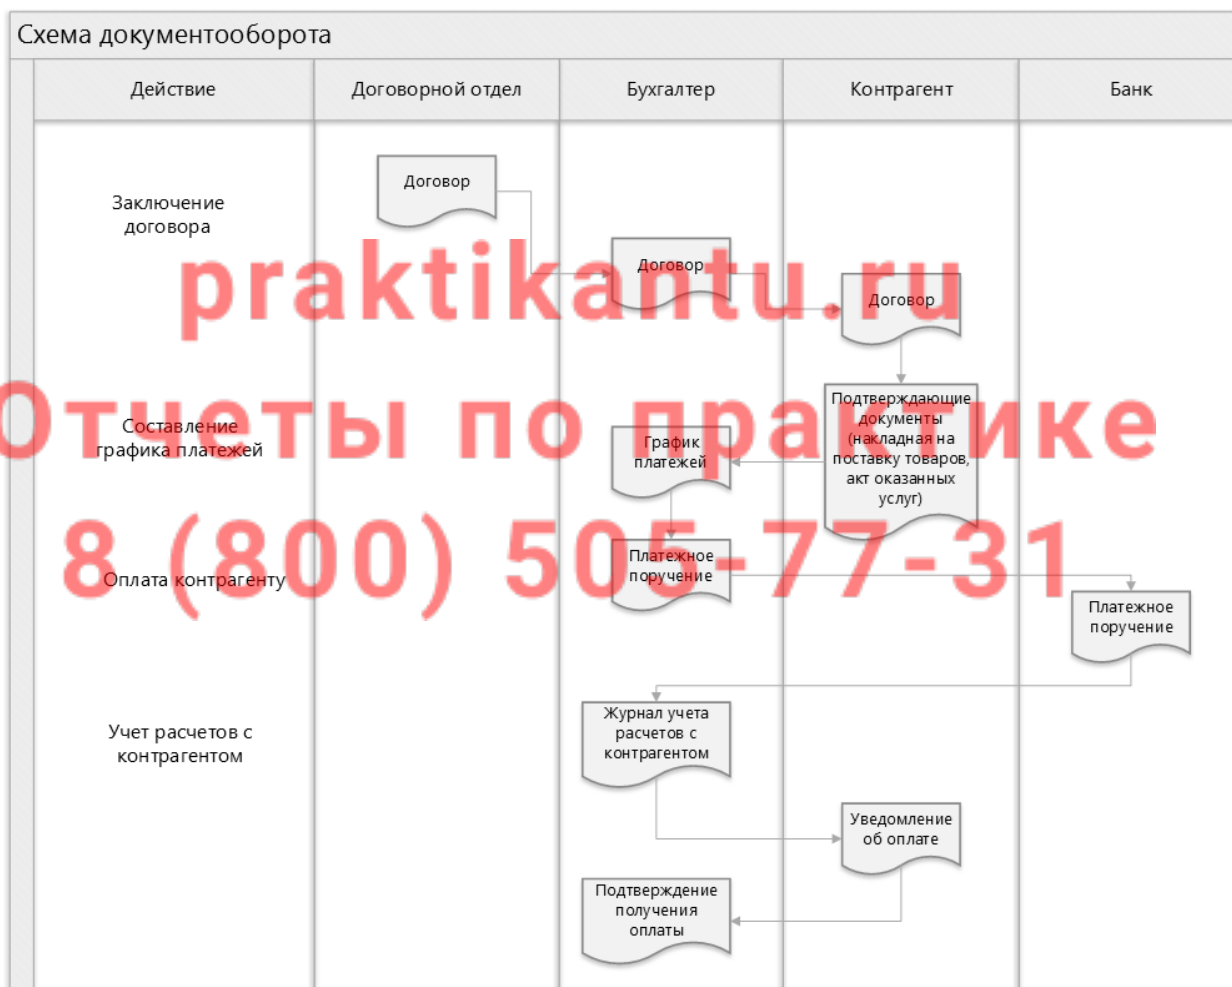 Схема документооборота
Действие
Договорной отдел
Бухгалтер
Контрагент
Банк
Заключение
договора
Договор
Договор
Договор
praktikantu.ru
Подтверждающие
документы
(накладная на
поставку товаров,
акт оказанных
услуг)
Составление
графика платежей
График
платежей
Отчеты по практике
Оплата контрагенту
Платежное
поручение
8 (800) 505-77-31
Платежное
поручение
Учет расчетов с
контрагентом
Журнал учета
расчетов с
контрагентом
Уведомление
об оплате
Подтверждение
получения
оплаты